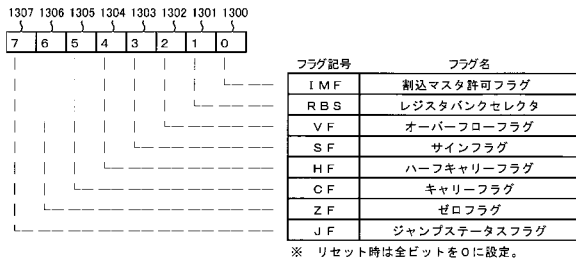 1307 1306 1305 1304 1303 1302 1301 1300
7 6 5 4 3 2 1 0
フラグ記号 フラグ名
IMF 割込マスタ許可フラグ
RBS レジスタバンクセレクタ
VF オーバーフローフラグ
SF サインフラグ
HF ハーフキャリーフラグ
CF キャリーフラグ
ZF ゼロフラグ
JF ジャンプステータスフラグ
※ リセット時は全ビットを0に設定。